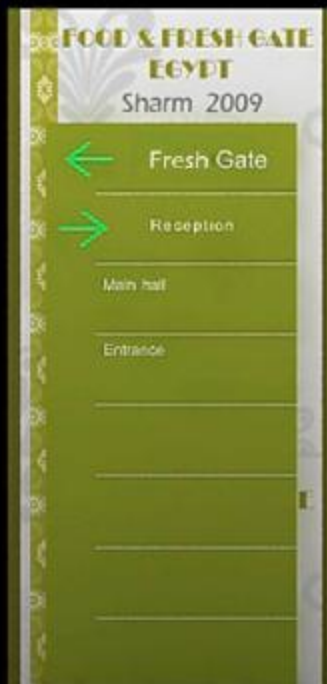 FOOD & FRESH GATE
EGYPT
Sharm 2009
Fresh Gate
Reception
Main hall
Entrance
E